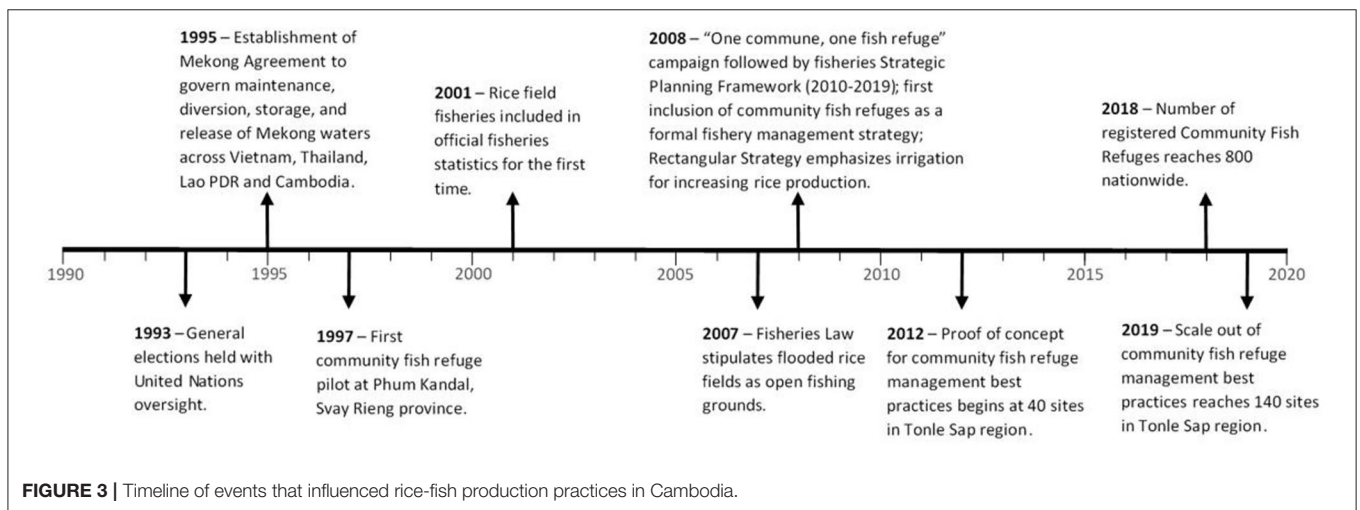 1995 – Establishment of
Mekong Agreement to
govern maintenance,
diversion, storage, and
release of Mekong waters
across Vietnam, Thailand,
Lao PDR and Cambodia.
2001 – Rice field
fisheries included in
official fisheries
statistics for the first
time.
2008 – “One commune, one fish refuge”
campaign followed by fisheries Strategic
Planning Framework (2010-2019); first
inclusion of community fish refuges as a
formal fishery management strategy;
Rectangular Strategy emphasizes irrigation
for increasing rice production.
2018 – Number of
registered Community Fish
Refuges reaches 800
nationwide.
1990 1995 2000 2005 2010 2015 2020
1993 – General
elections held with
United Nations
oversight.
1997 – First
community fish refuge
pilot at Phum Kandal,
Svay Rieng province.
2007 – Fisheries Law
stipulates flooded rice
fields as open fishing
grounds.
2012 – Proof of concept
for community fish refuge
management best
practices begins at 40 sites
in Tonle Sap region.
2019 – Scale out of
community fish refuge
management best
practices reaches 140 sites
in Tonle Sap region.
FIGURE 3 | Timeline of events that influenced rice-fish production practices in Cambodia.